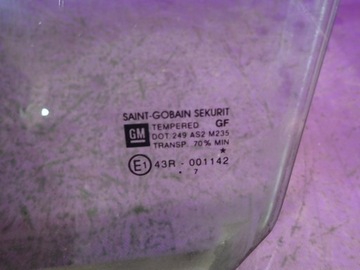 SAINT-GOBAIN SEKURIT
GM TEMPERED GF
DOT 249 AS2 M235
TRANSP. 70% MIN
E1 43R - 001142
. 7